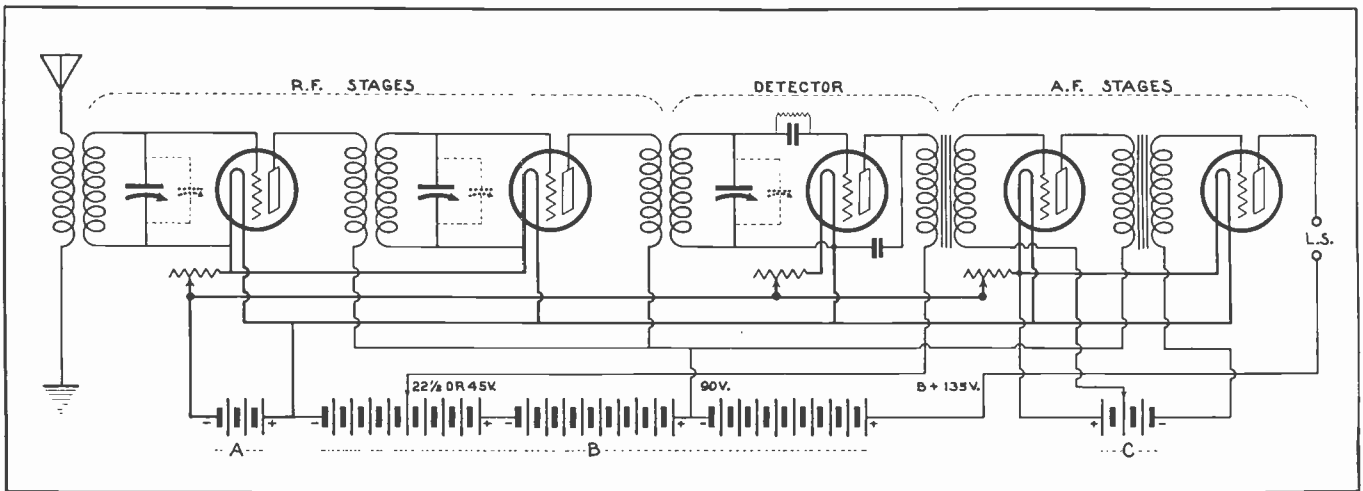 R.F. STAGES
DETECTOR
A.F. STAGES
L.S.
22½ OR 45V.
90V.
B + 135V.
- +
- +
- +
- +
+ -
A
B
C